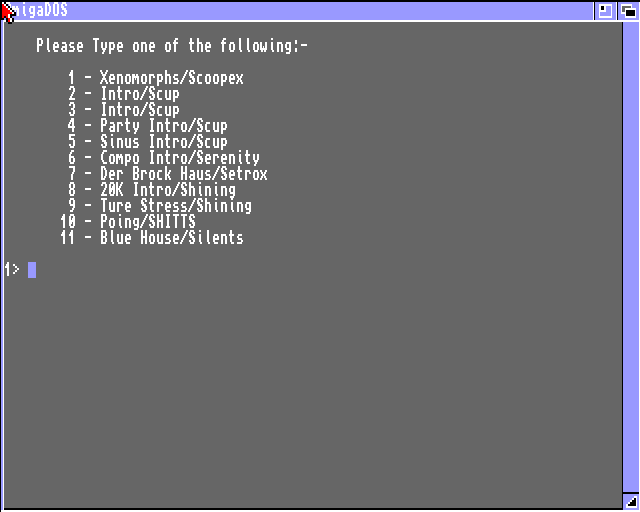 AmigaDOS
Please Type one of the following:-
1 - Xenomorphs/Scoopex
2 - Intro/Scup
3 - Intro/Scup
4 - Party Intro/Scup
5 - Sinus Intro/Scup
6 - Compo Intro/Serenity
7 - Der Brock Haus/Setrox
8 - 20K Intro/Shining
9 - Ture Stress/Shining
10 - Poing/SHITTS
11 - Blue House/Silents
1>